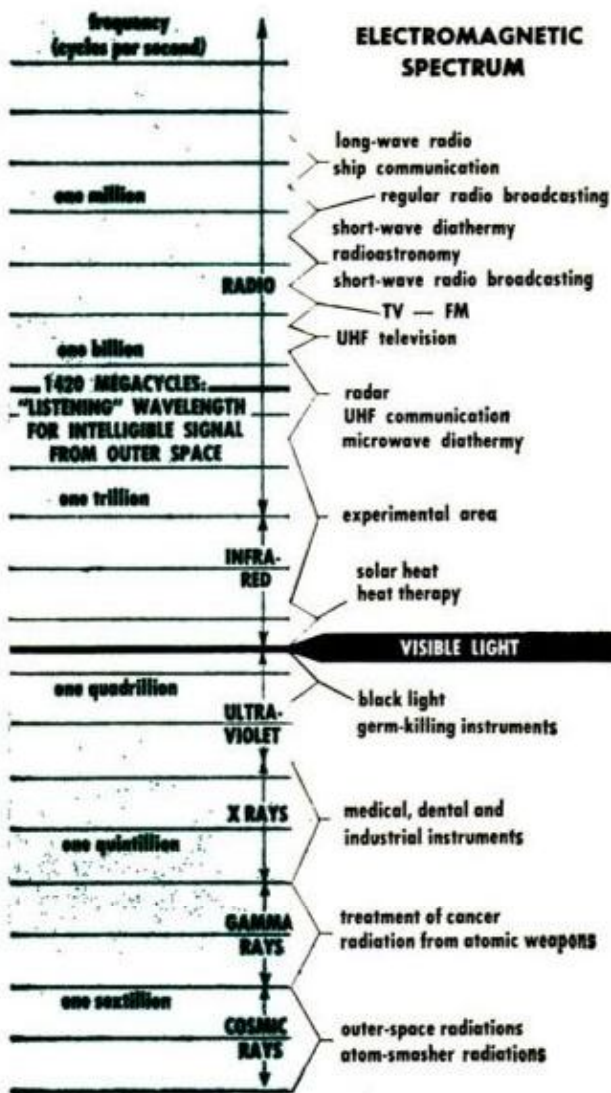 frequency
(cycles per second)
ELECTROMAGNETIC
SPECTRUM
long-wave radio
ship communication
one million
regular radio broadcasting
short-wave diathermy
radioastronomy
RADIO
short-wave radio broadcasting
TV — FM
one billion
UHF television
1420 MEGACYCLES:
"LISTENING" WAVELENGTH
FOR INTELLIGIBLE SIGNAL
FROM OUTER SPACE
radar
UHF communication
microwave diathermy
one trillion
experimental area
INFRA-
RED
solar heat
heat therapy
VISIBLE LIGHT
one quadrillion
ULTRA-
VIOLET
black light
germ-killing instruments
X RAYS
medical, dental and
industrial instruments
one quintillion
GAMMA
RAYS
treatment of cancer
radiation from atomic weapons
one sextillion
COSMIC
RAYS
outer-space radiations
atom-smasher radiations